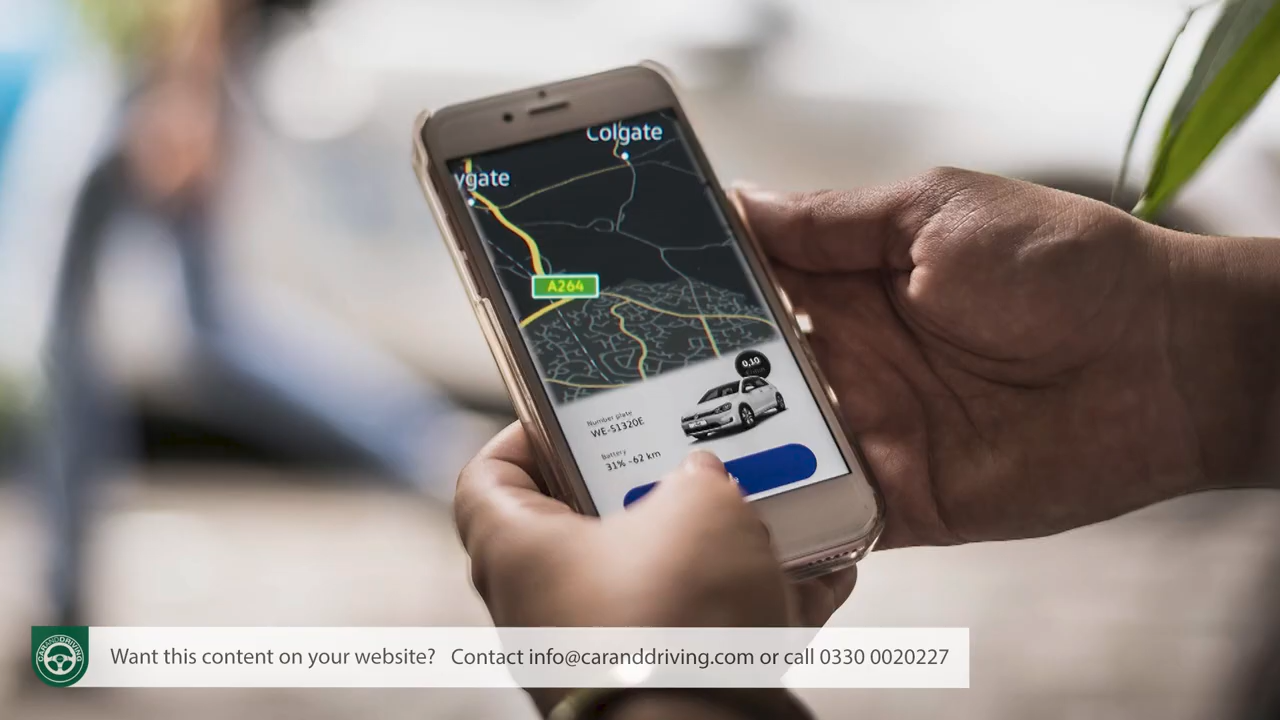 Colgate
ygate
A264
0,10
Number plate
WE-51320E
Battery
31% ~62 km
CARANDDRIVING
Want this content on your website? Contact info@caranddriving.com or call 0330 0020227